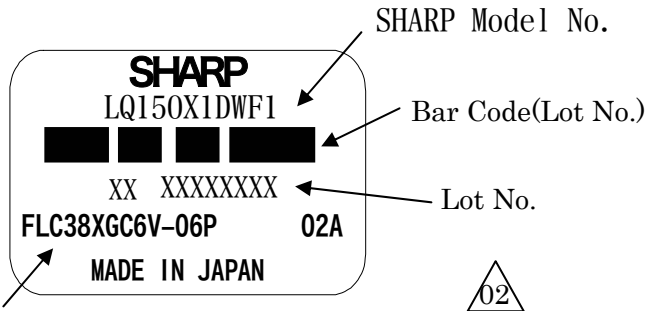 SHARP Model No.
SHARP
LQ150X1DWF1
Bar Code(Lot No.)
XX XXXXXXXX
Lot No.
FLC38XGC6V-06P 02A
MADE IN JAPAN
02